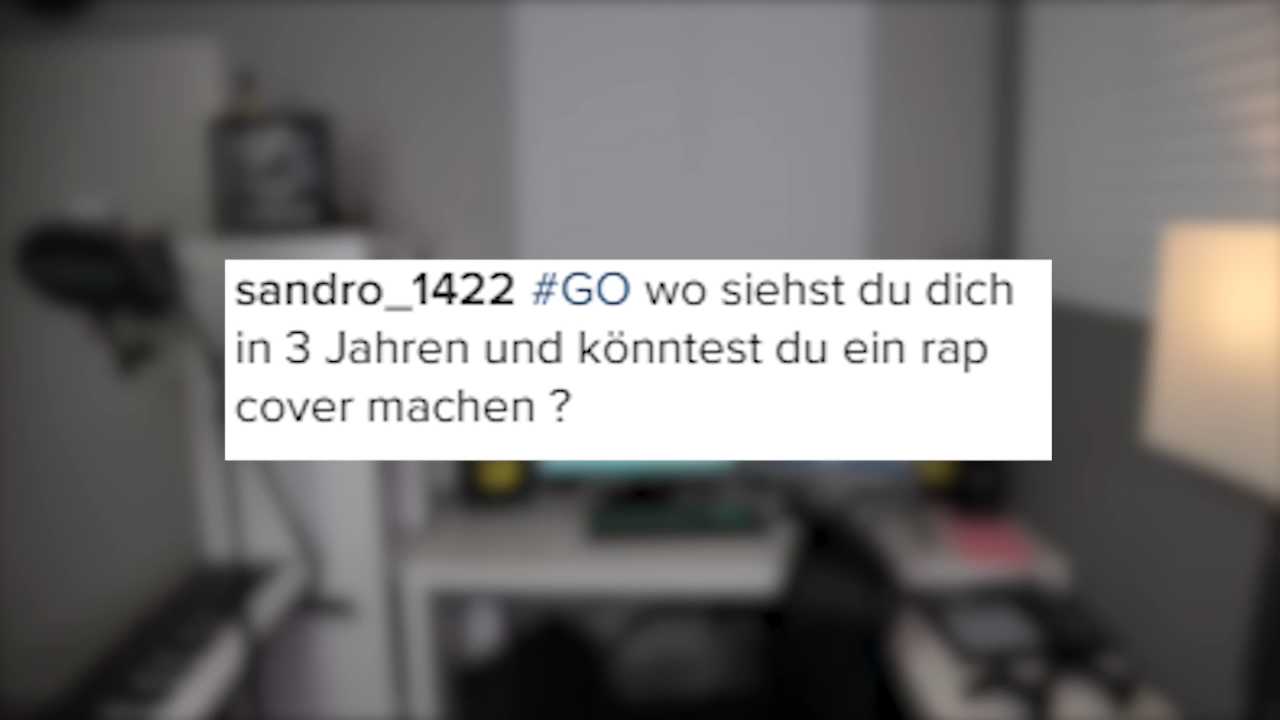 sandro_1422 #GO wo siehst du dich
in 3 Jahren und könntest du ein rap
cover machen ?